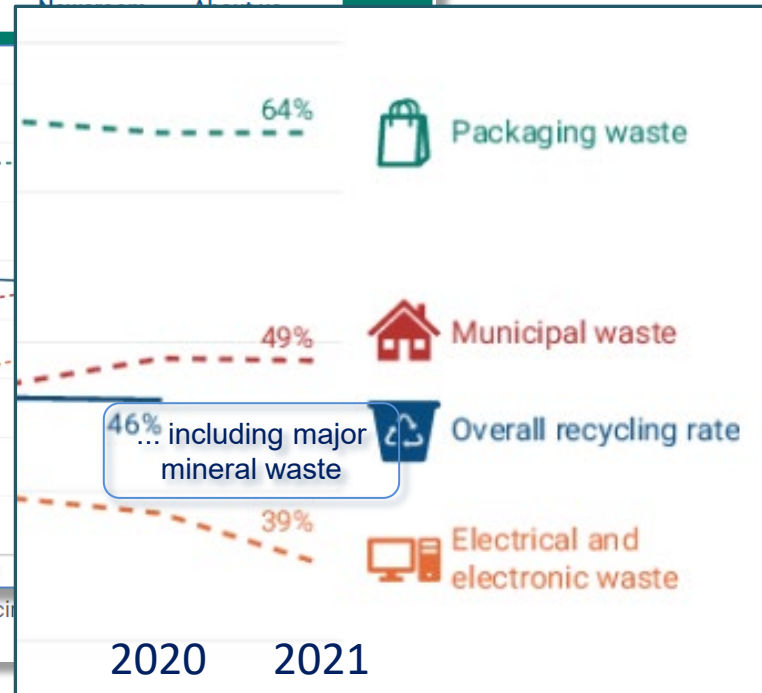 64%
Packaging waste
49%
Municipal waste
46%
... including major
mineral waste
Overall recycling rate
39%
Electrical and
electronic waste
2020 2021